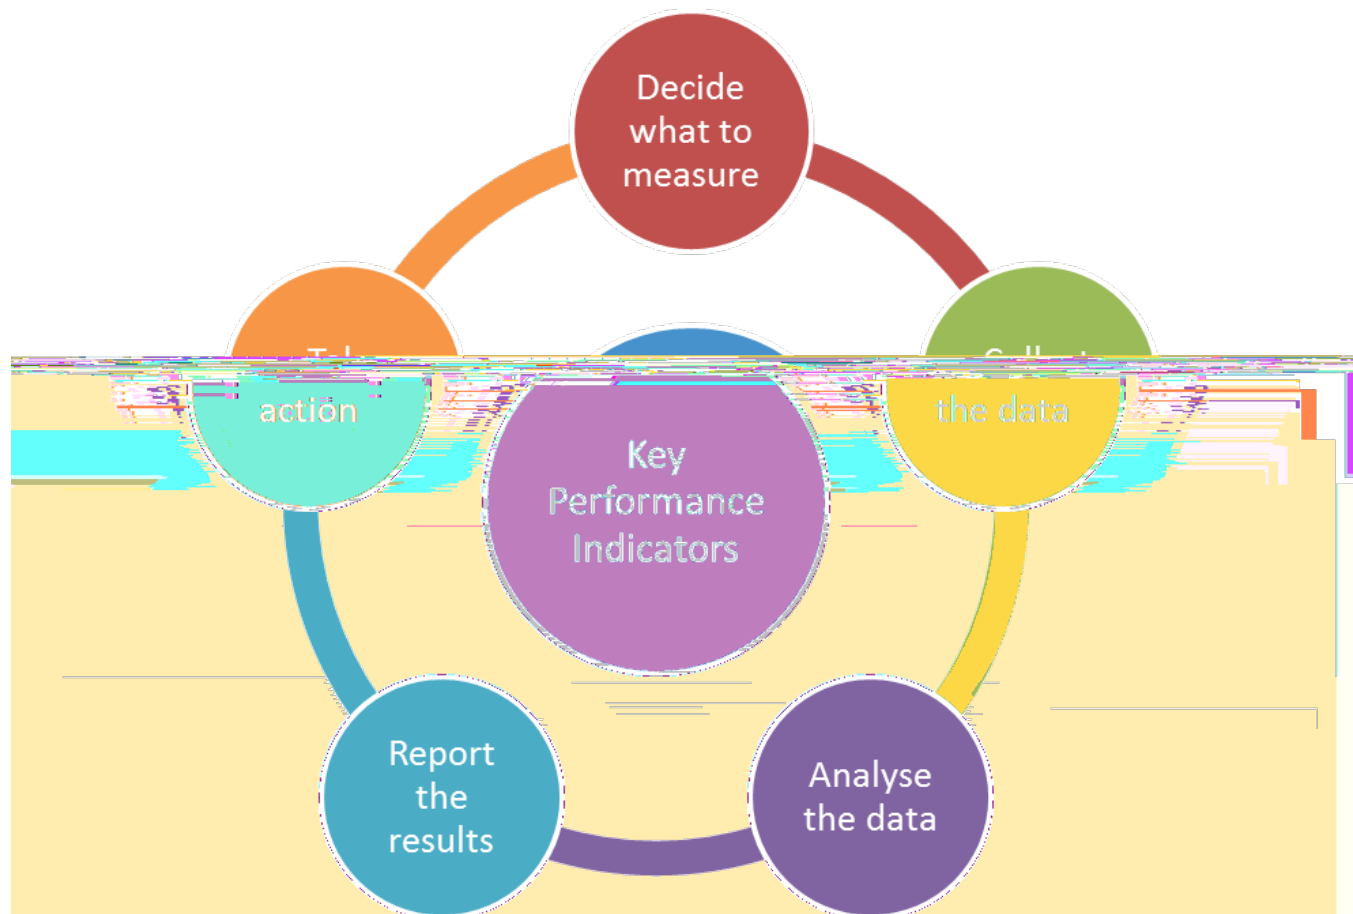 Decide
what to
measure
the data
Analyse
the data
Report
the
results
action
Key
Performance
Indicators